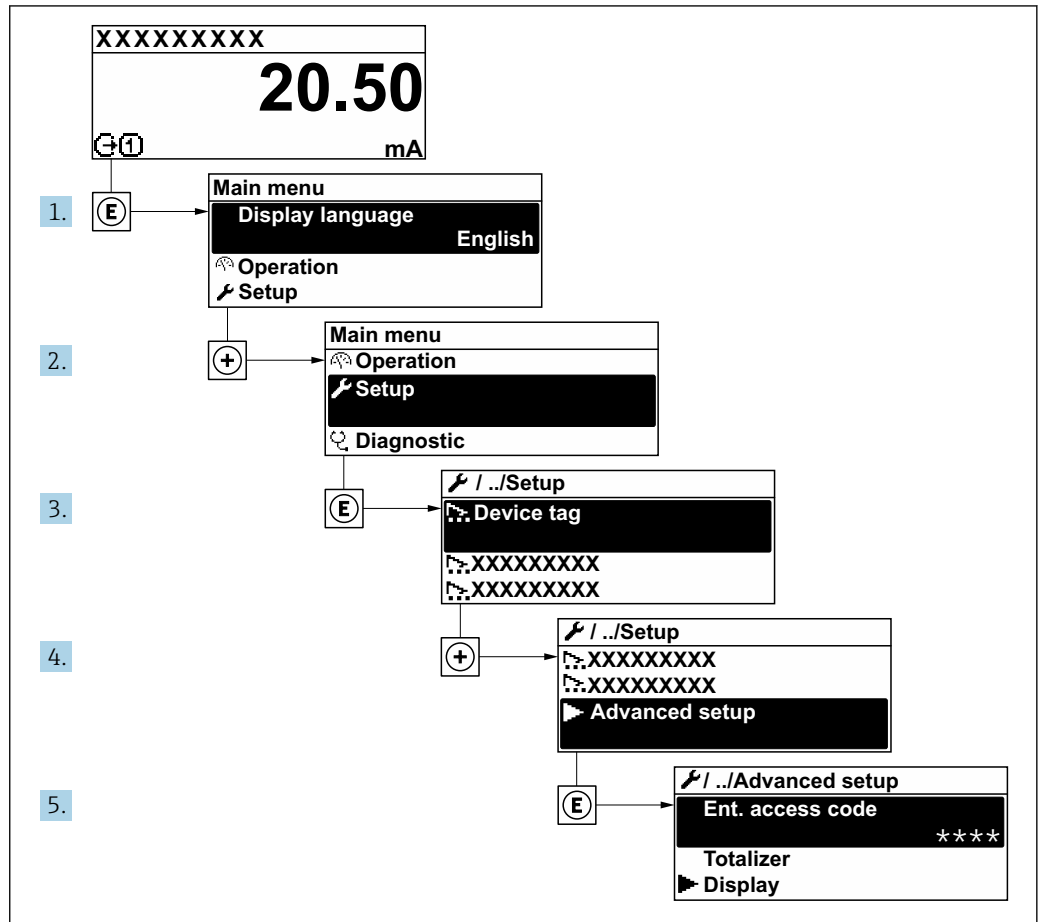 XXXXXXXXX
20.50
1 mA
1. E
Main menu
Display language
English
Operation
Setup
2. +
Main menu
Operation
Setup
Diagnostic
3. E
/ ../Setup
Device tag
XXXXXXXXX
XXXXXXXXX
4. +
/ ../Setup
XXXXXXXXX
XXXXXXXXX
Advanced setup
5. E
/ ../Advanced setup
Ent. access code
****
Totalizer
Display